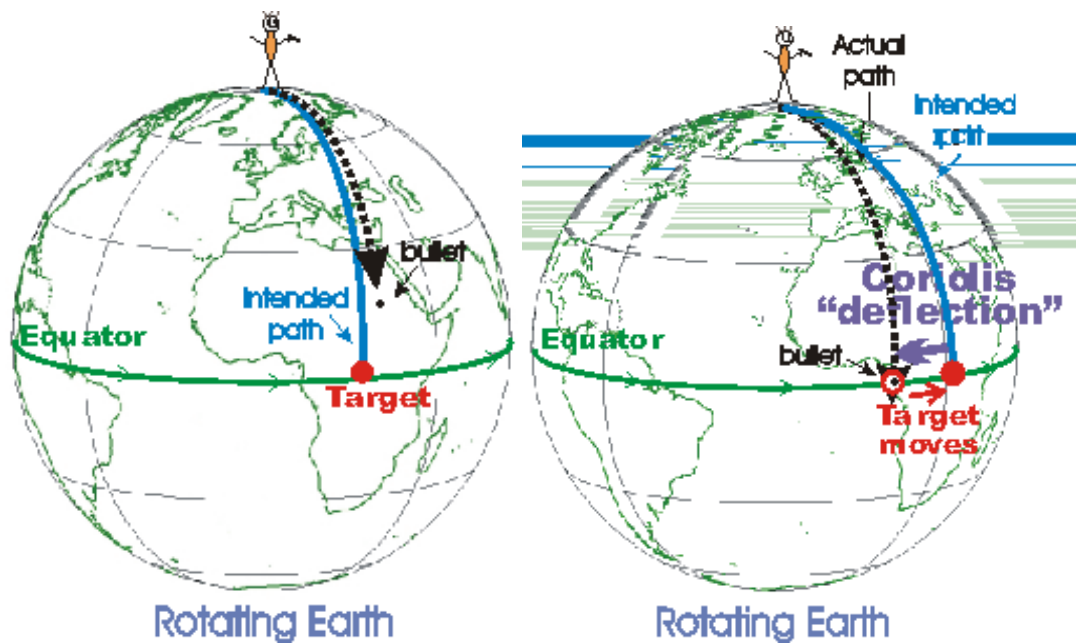 bullet
Intended
path
Equator
Target
Rotating Earth
Actual
path
Intended
Coriolis
"deflection"
Equator
bullet
Target
moves
Rotating Earth